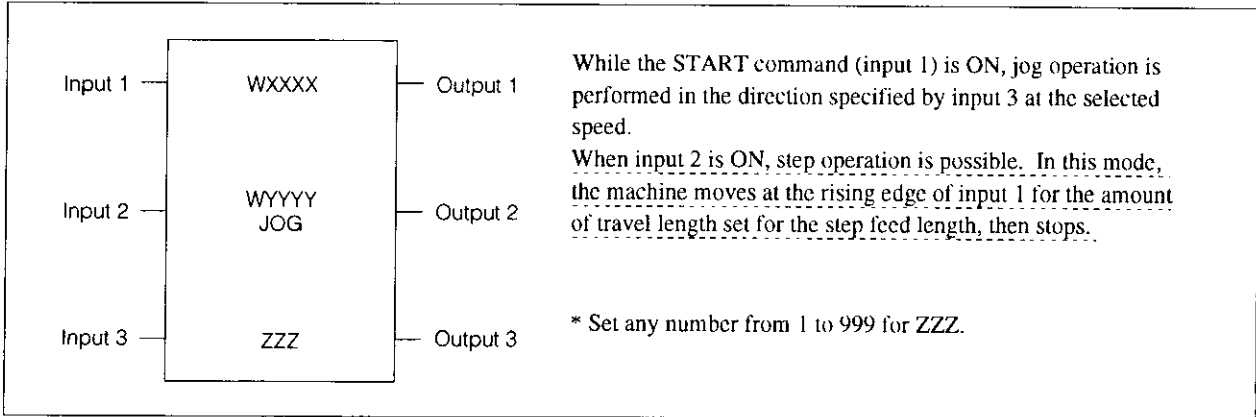 Input 1
WXXXX
Output 1
Input 2
WYYYY
JOG
Output 2
Input 3
ZZZ
Output 3
While the START command (input 1) is ON, jog operation is
performed in the direction specified by input 3 at the selected
speed.
When input 2 is ON, step operation is possible. In this mode,
the machine moves at the rising edge of input 1 for the amount
of travel length set for the step feed length, then stops.
* Set any number from 1 to 999 for ZZZ.